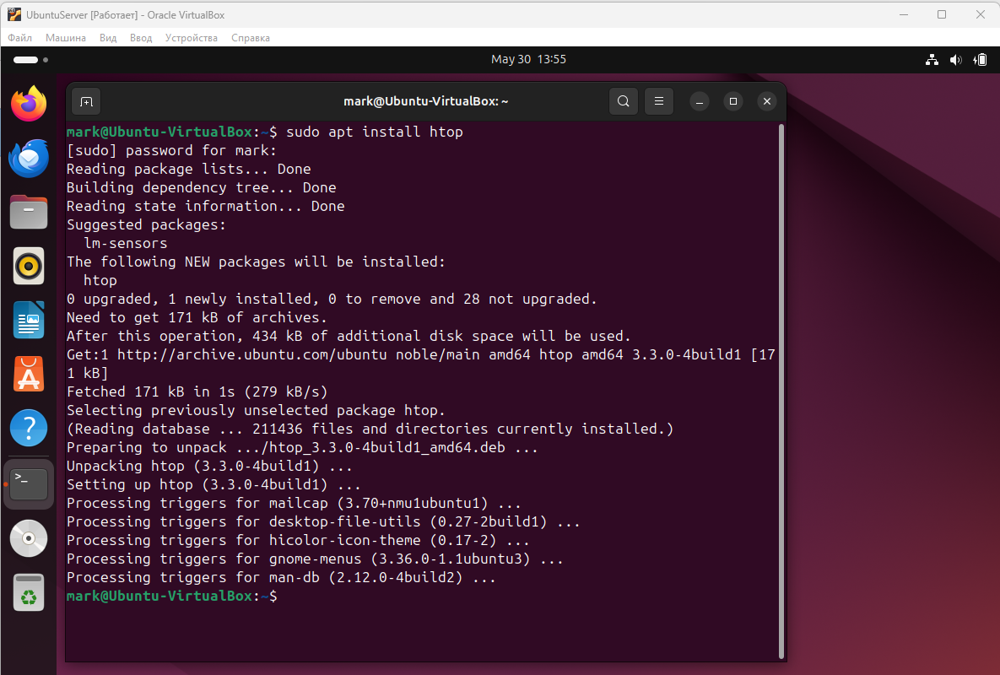 UbuntuServer [Работает] - Oracle VirtualBox
Файл Машина Вид Ввод Устройства Справка
May 30 13:55
mark@Ubuntu-VirtualBox: ~
mark@Ubuntu-VirtualBox:~$ sudo apt install htop
[sudo] password for mark:
Reading package lists... Done
Building dependency tree... Done
Reading state information... Done
Suggested packages:
  lm-sensors
The following NEW packages will be installed:
  htop
0 upgraded, 1 newly installed, 0 to remove and 28 not upgraded.
Need to get 171 kB of archives.
After this operation, 434 kB of additional disk space will be used.
Get:1 http://archive.ubuntu.com/ubuntu noble/main amd64 htop amd64 3.3.0-4build1 [17
1 kB]
Fetched 171 kB in 1s (279 kB/s)
Selecting previously unselected package htop.
(Reading database ... 211436 files and directories currently installed.)
Preparing to unpack .../htop_3.3.0-4build1_amd64.deb ...
Unpacking htop (3.3.0-4build1) ...
Setting up htop (3.3.0-4build1) ...
Processing triggers for mailcap (3.70+nmu1ubuntu1) ...
Processing triggers for desktop-file-utils (0.27-2build1) ...
Processing triggers for hicolor-icon-theme (0.17-2) ...
Processing triggers for gnome-menus (3.36.0-1.1ubuntu3) ...
Processing triggers for man-db (2.12.0-4build2) ...
mark@Ubuntu-VirtualBox:~$